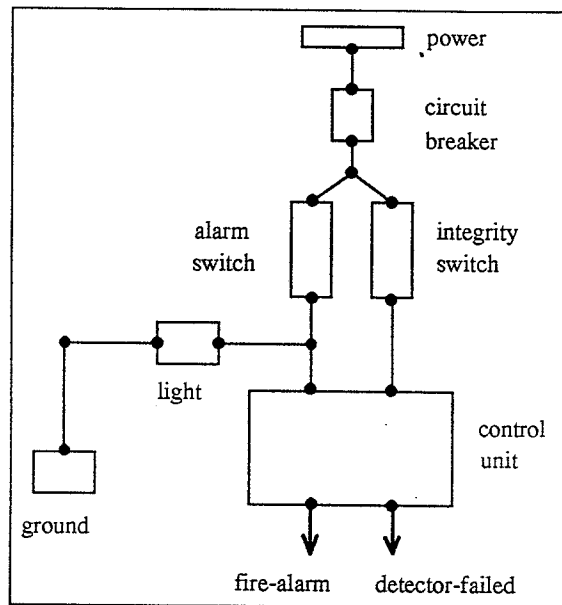 power
circuit
breaker
alarm
switch
integrity
switch
light
control
unit
ground
fire-alarm
detector-failed